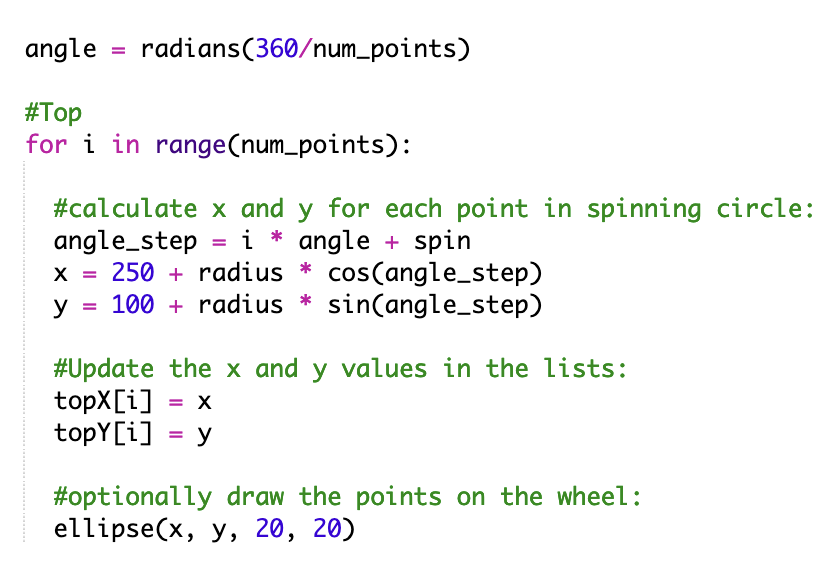 angle = radians(360/num_points)
#Top
for i in range(num_points):
#calculate x and y for each point in spinning circle:
angle_step = i * angle + spin
x = 250 + radius * cos(angle_step)
y = 100 + radius * sin(angle_step)
#Update the x and y values in the lists:
topX[i] = x
topY[i] = y
#optionally draw the points on the wheel:
ellipse(x, y, 20, 20)